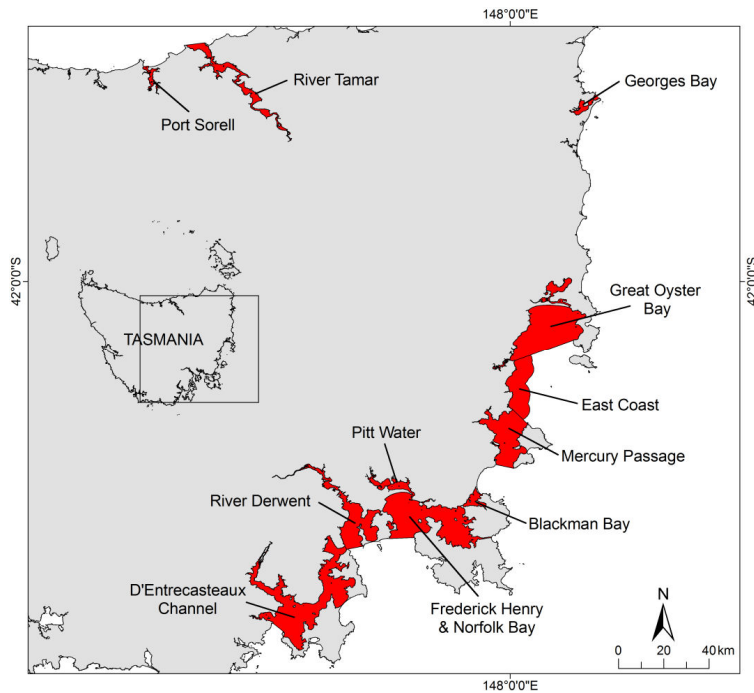 148°0'0"E
River Tamar
Georges Bay
Port Sorell
42°0'0"S
42°0'0"S
Great Oyster
Bay
TASMANIA
East Coast
Pitt Water
Mercury Passage
River Derwent
Blackman Bay
D'Entrecasteaux
Channel
Frederick Henry
& Norfolk Bay
N
0 20 40 km
148°0'0"E